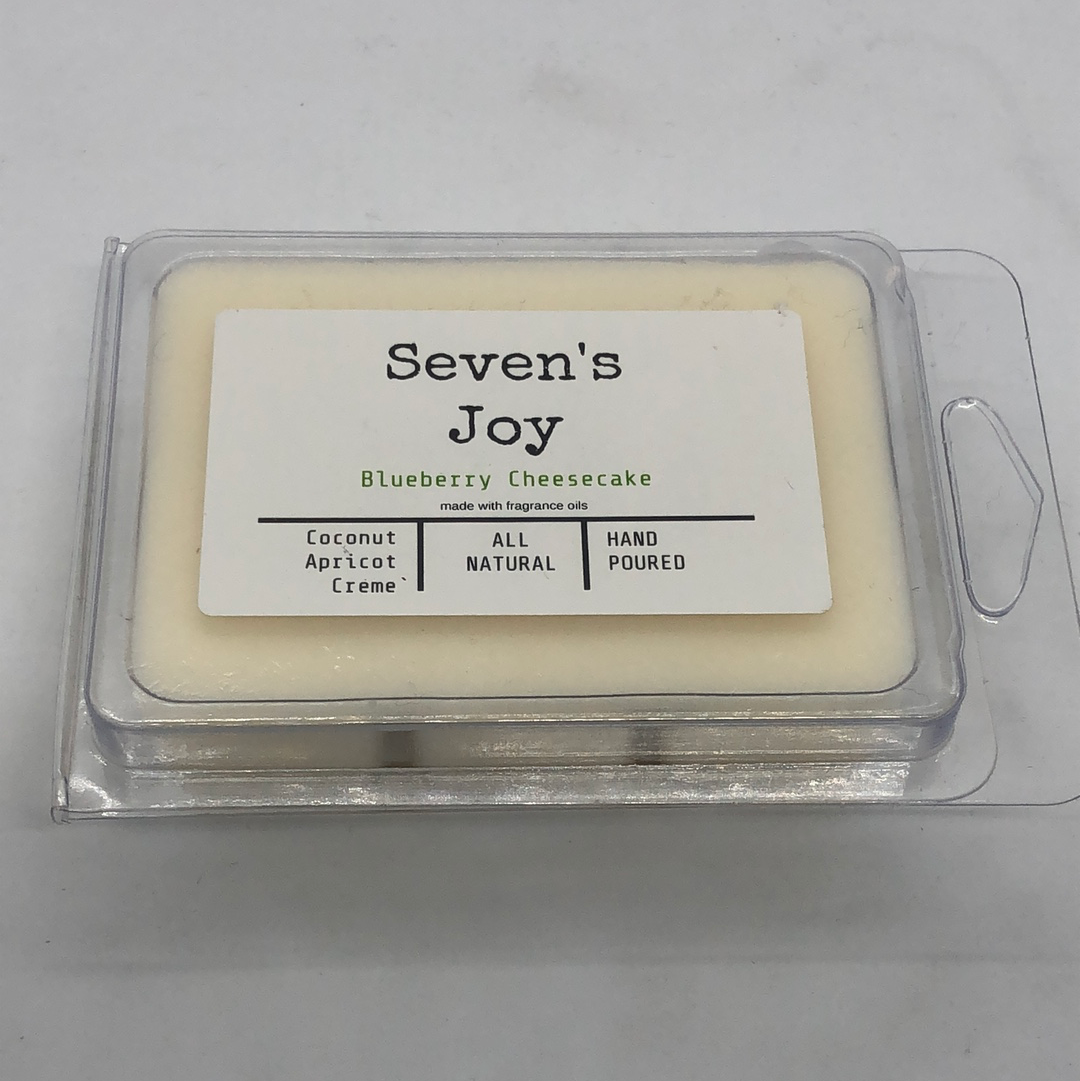 Seven's
Joy
Blueberry Cheesecake
made with fragrance oils
Coconut
Apricot
Creme`
ALL
NATURAL
HAND
POURED